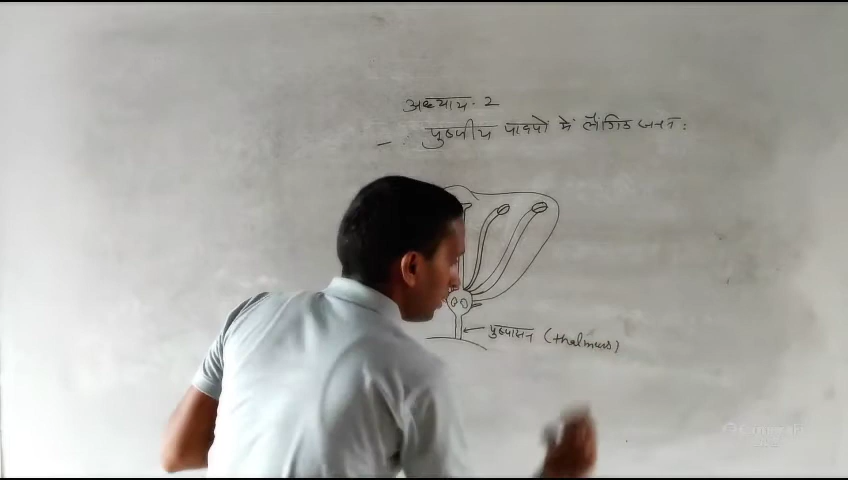 अध्याय - 2
- पुष्पीय पादपों में लैंगिक जनन :
पुष्पासन (thalmus)